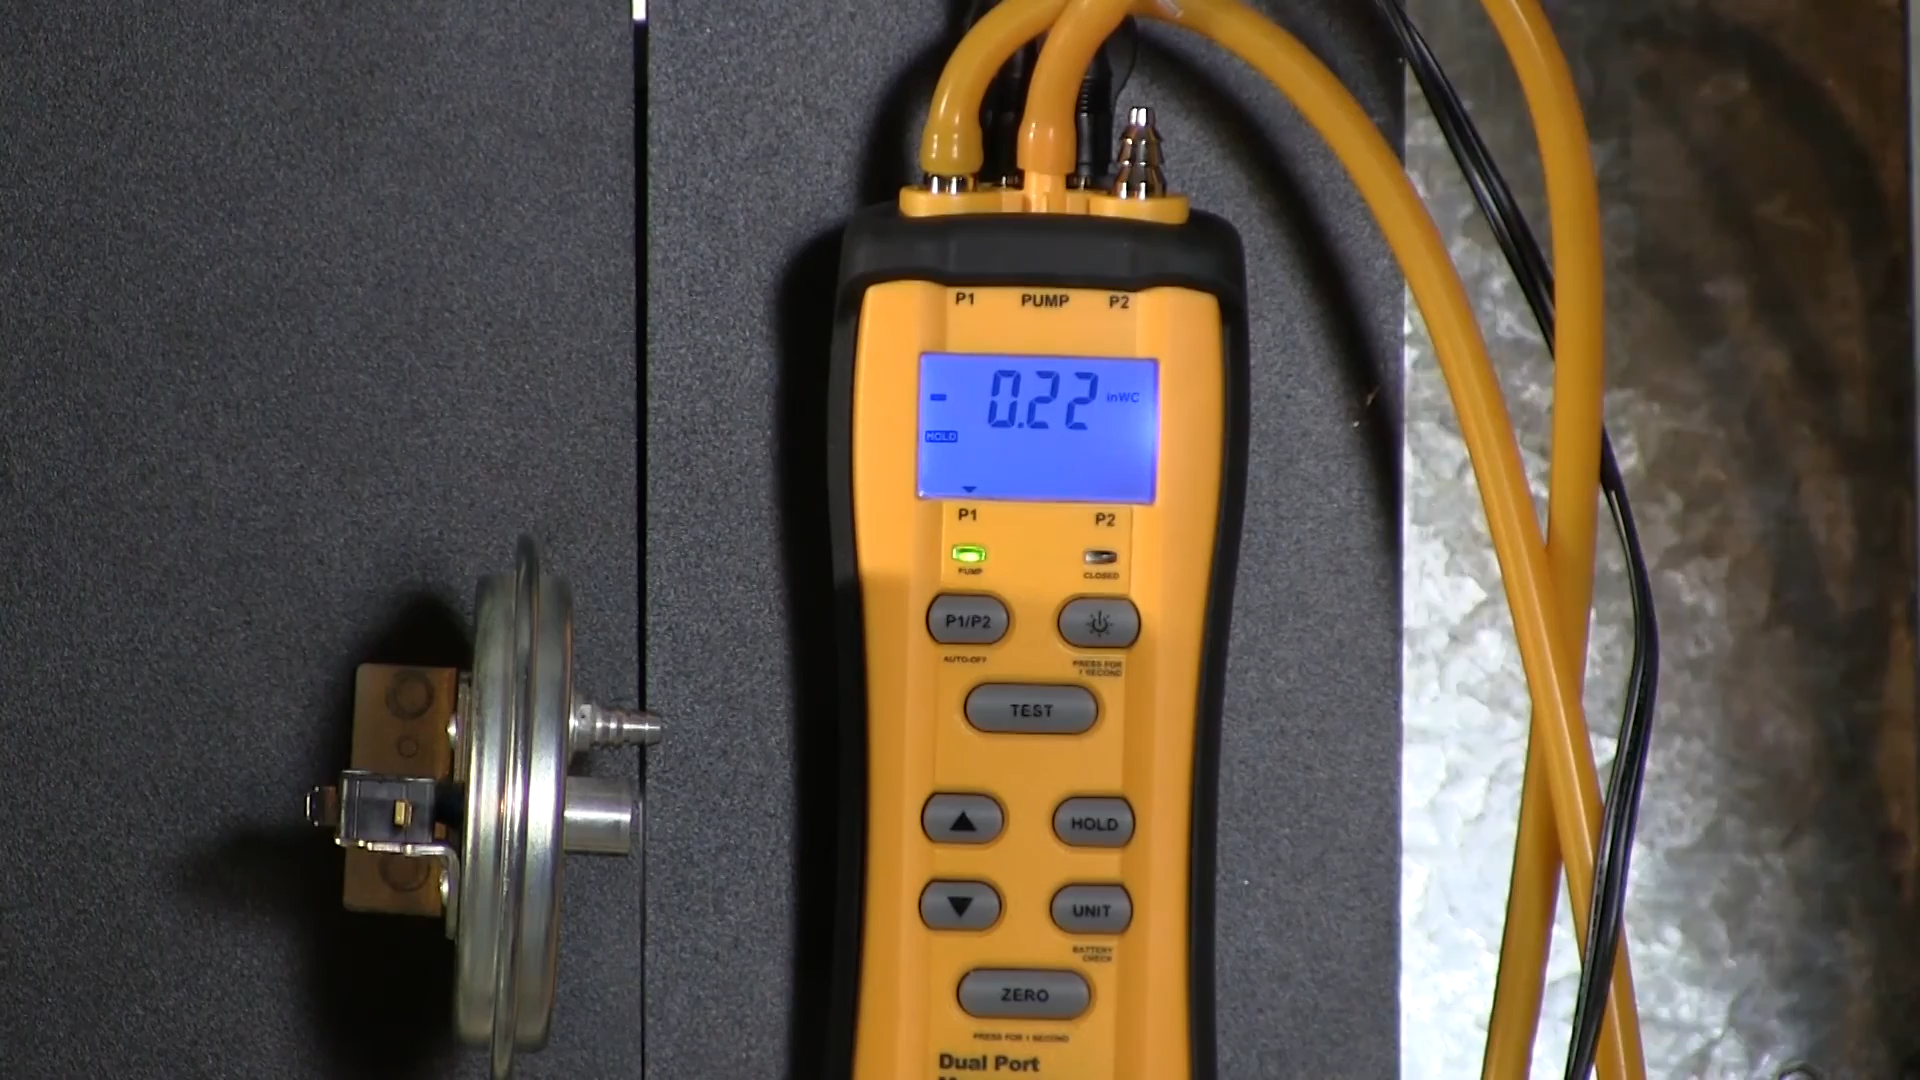 P1 PUMP P2
- 0.22 inWC
HOLD
P1 P2
PUMP CLOSED
P1/P2
AUTO-OFF PRESS FOR
1 SECOND
TEST
HOLD
UNIT
BATTERY
CHECK
ZERO
PRESS FOR 1 SECOND
Dual Port